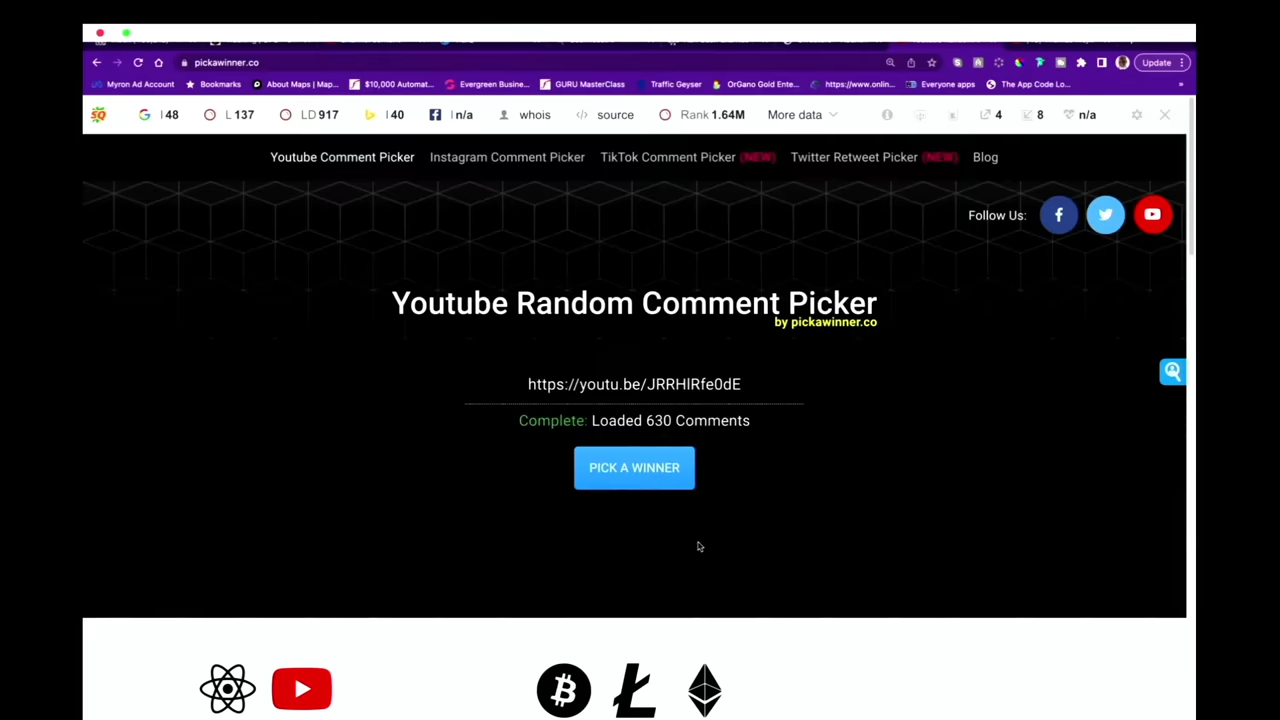 pickawinner.co
Update
Myron Ad Account
Bookmarks
About Maps | Map...
$10,000 Automat...
Evergreen Busine...
GURU MasterClass
Traffic Geyser
OrGano Gold Ente...
https://www.onlin...
Everyone apps
The App Code Lo...
»
SQ
I 48
L 137
LD 917
I 40
I n/a
whois
source
Rank 1.64M
More data
4
8
n/a
Youtube Comment Picker
Instagram Comment Picker
TikTok Comment Picker (NEW)
Twitter Retweet Picker (NEW)
Blog
Follow Us:
Youtube Random Comment Picker
by pickawinner.co
https://youtu.be/JRRHlRfe0dE
Complete: Loaded 630 Comments
PICK A WINNER